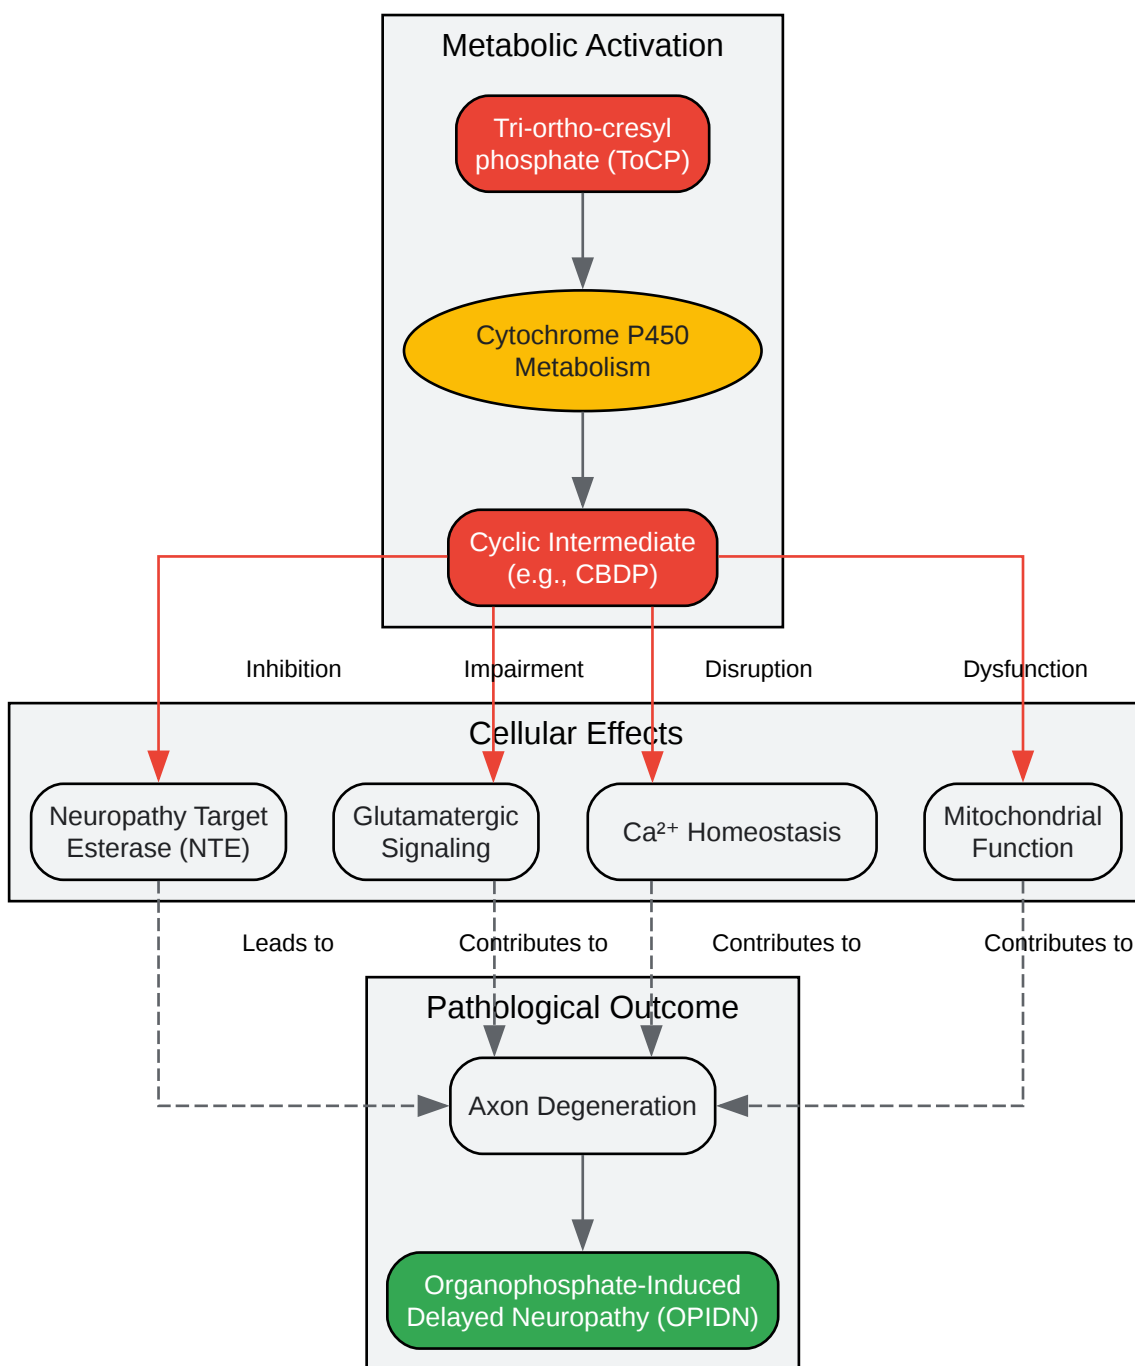 Metabolic Activation
Tri-ortho-cresyl
phosphate (ToCP)
Cytochrome P450
Metabolism
Cyclic Intermediate
(e.g., CBDP)
Inhibition
Impairment
Disruption
Dysfunction
Cellular Effects
Neuropathy Target
Esterase (NTE)
Glutamatergic
Signaling
Ca²⁺ Homeostasis
Mitochondrial
Function
Leads to
Contributes to
Contributes to
Contributes to
Pathological Outcome
Axon Degeneration
Organophosphate-Induced
Delayed Neuropathy (OPIDN)